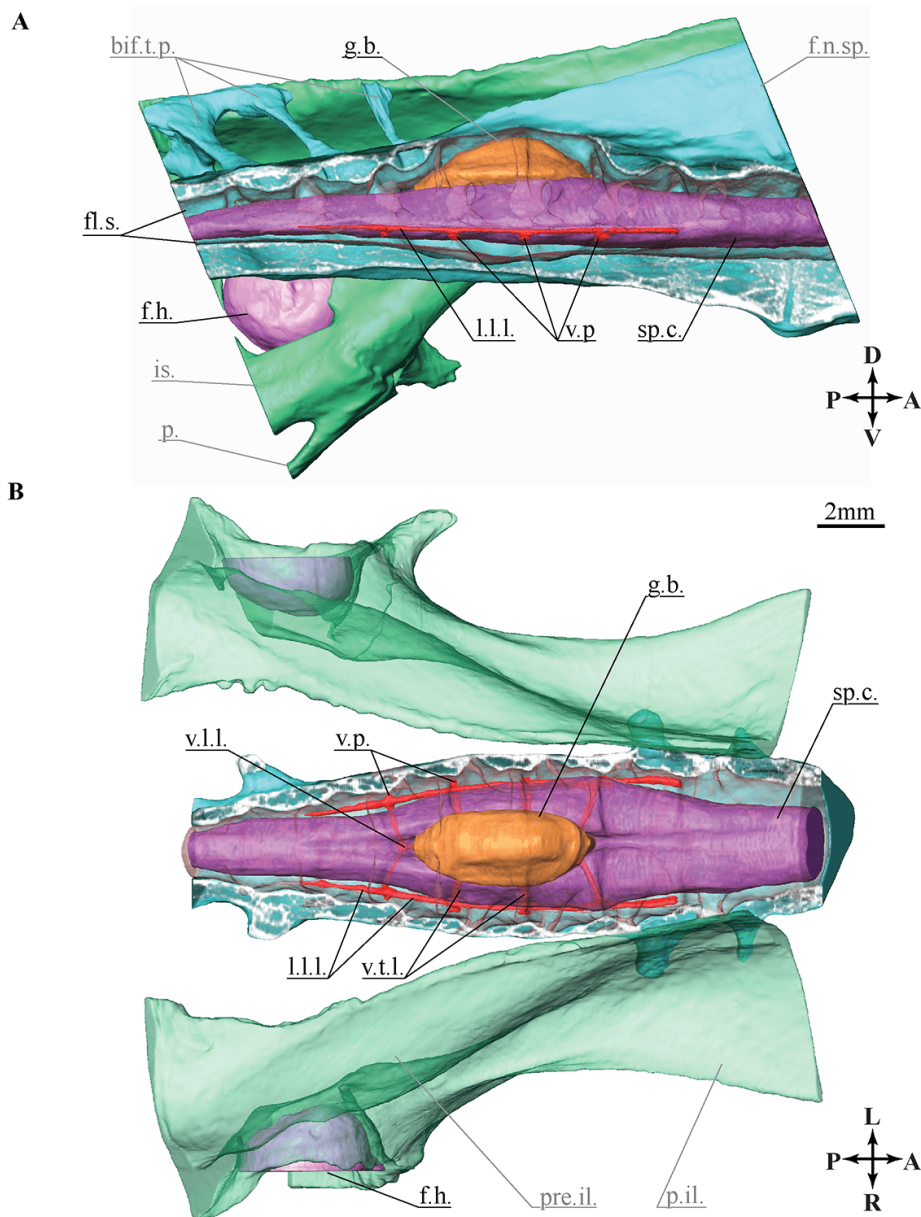 A
bif.t.p.
g.b.
f.n.sp.
fl.s.
f.h.
l.l.l.
v.p
sp.c.
is.
p.
D
P A
V
B
2mm
g.b.
sp.c.
v.l.l.
v.p.
l.l.l.
v.t.l.
f.h.
pre.il.
p.il.
L
P A
R